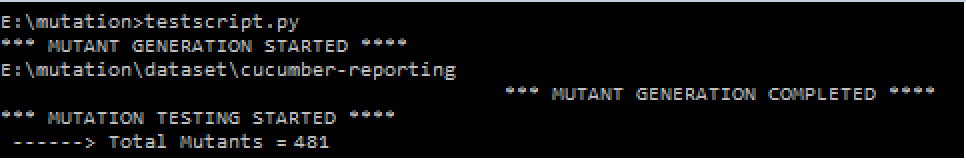 E:\mutation>testscript.py
*** MUTANT GENERATION STARTED ****
E:\mutation\dataset\cucumber-reporting
*** MUTANT GENERATION COMPLETED ****
*** MUTATION TESTING STARTED ****
------> Total Mutants = 481